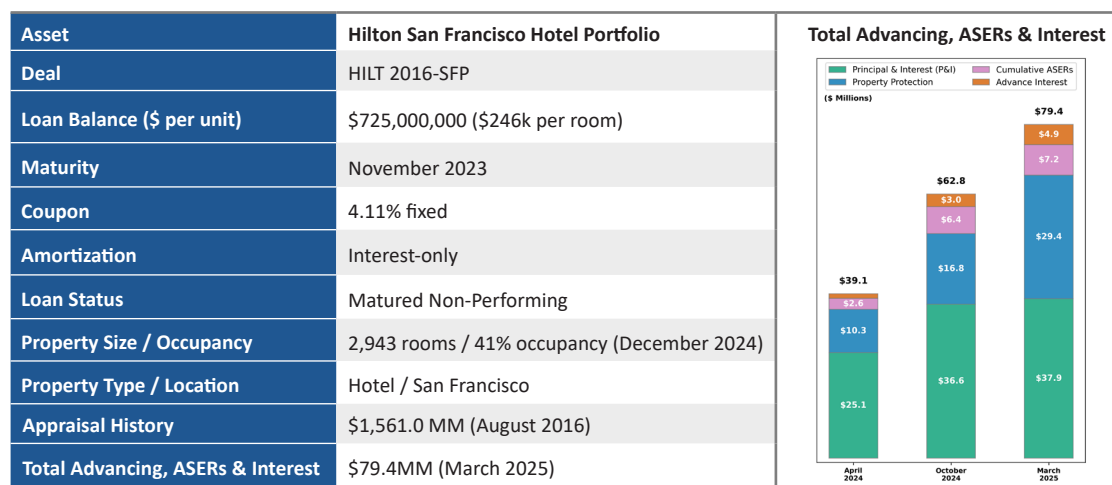 Asset Hilton San Francisco Hotel Portfolio
Deal HILT 2016-SFP
Loan Balance ($ per unit) $725,000,000 ($246k per room)
Maturity November 2023
Coupon 4.11% fixed
Amortization Interest-only
Loan Status Matured Non-Performing
Property Size / Occupancy 2,943 rooms / 41% occupancy (December 2024)
Property Type / Location Hotel / San Francisco
Appraisal History $1,561.0 MM (August 2016)
Total Advancing, ASERs & Interest $79.4MM (March 2025)
Total Advancing, ASERs & Interest
Principal & Interest (P&I) Cumulative ASERs
Property Protection Advance Interest
($ Millions)
$39.1
$2.6
$10.3
$25.1
$62.8
$3.0
$6.4
$16.8
$36.6
$79.4
$4.9
$7.2
$29.4
$37.9
April October March
2024 2024 2025